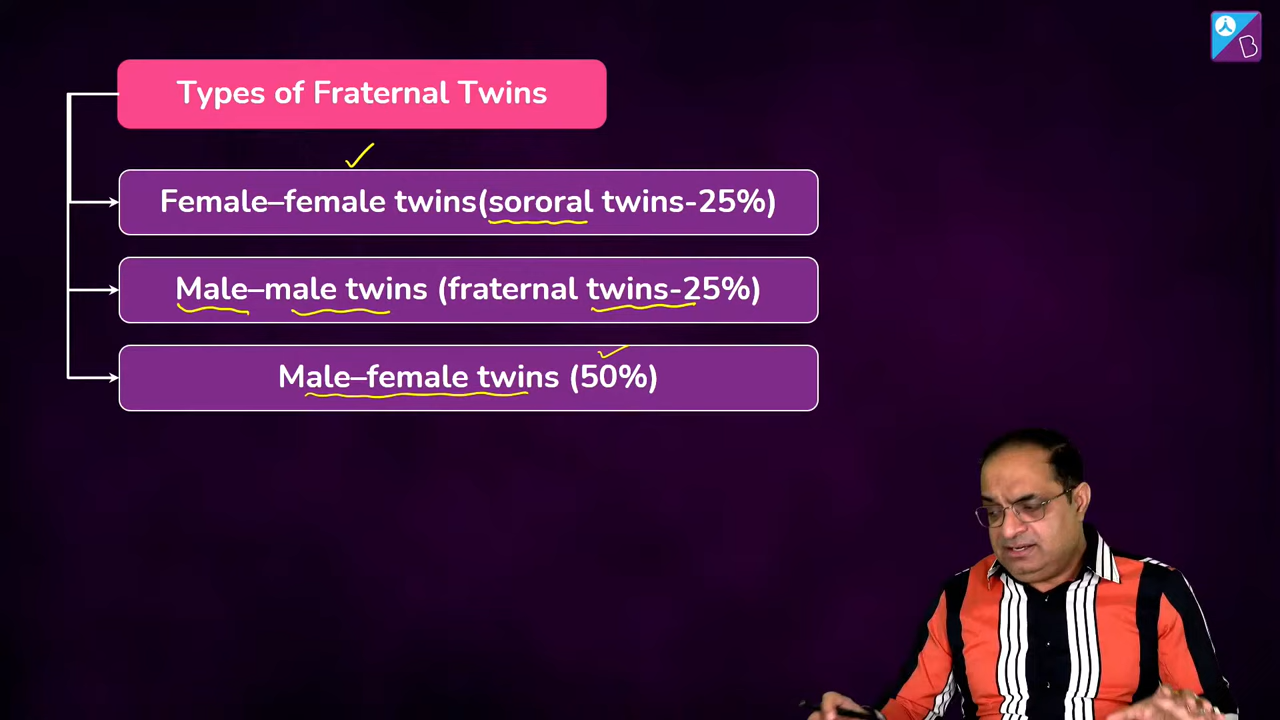 Types of Fraternal Twins
Female–female twins(sororal twins-25%)
Male–male twins (fraternal twins-25%)
Male–female twins (50%)